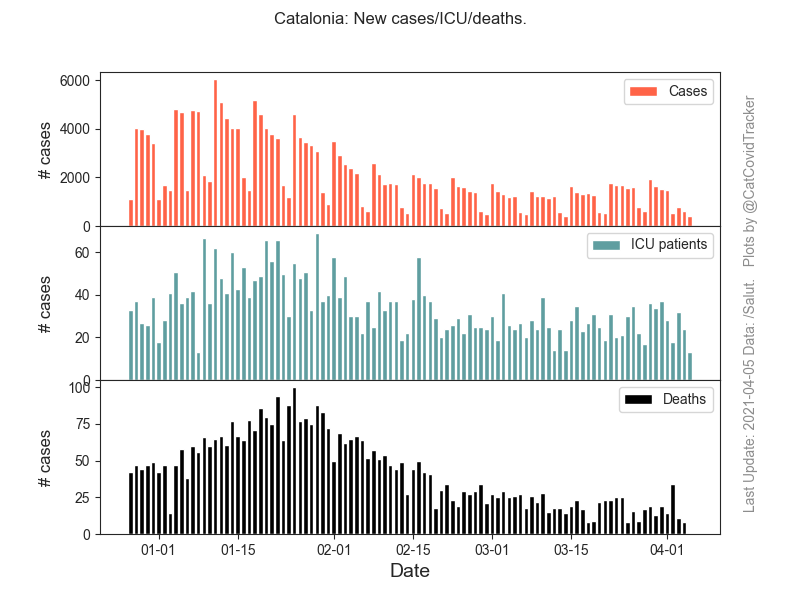 Catalonia: New cases/ICU/deaths.
6000
4000
2000
0
# cases
Cases
60
40
20
0
# cases
ICU patients
100
75
50
25
0
# cases
Deaths
01-01 01-15 02-01 02-15 03-01 03-15 04-01
Date
Last Update: 2021-04-05 Data: /Salut. Plots by @CatCovidTracker